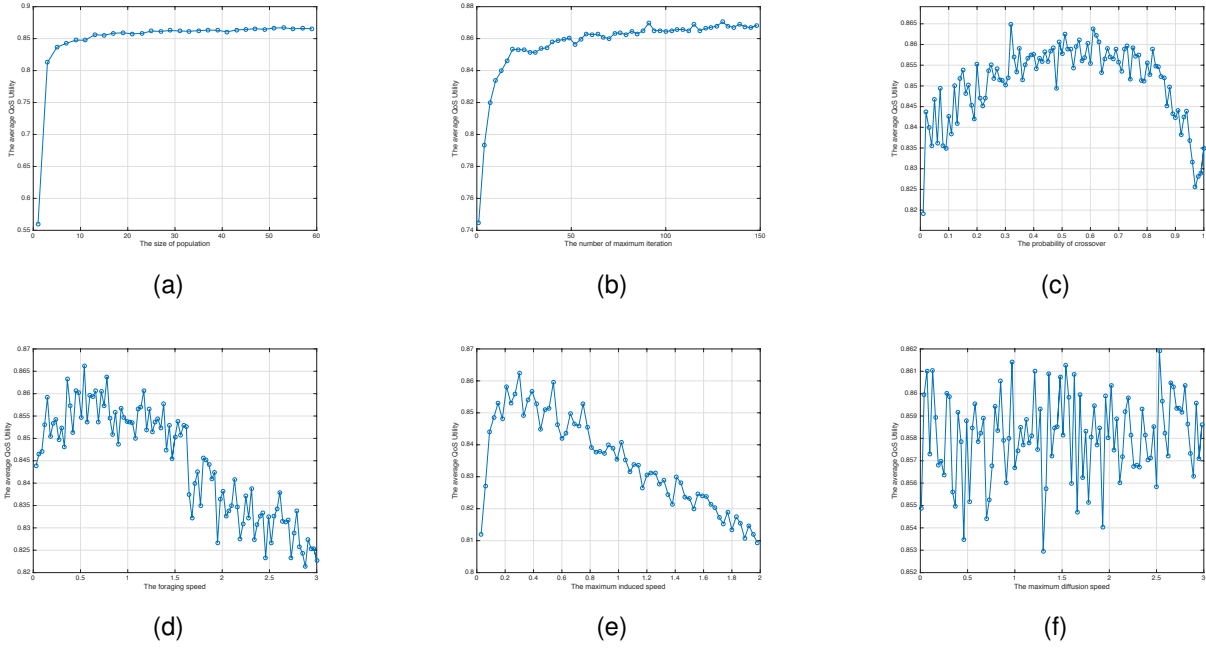 0.9
0.85
0.8
0.75
0.7
0.65
0.6
0.55
0 10 20 30 40 50 60
The average QoS Utility
The size of population
(a)
0.88
0.86
0.84
0.82
0.8
0.78
0.76
0.74
0 50 100 150
The average QoS Utility
The number of maximum iteration
(b)
0.865
0.86
0.855
0.85
0.845
0.84
0.835
0.83
0.825
0.82
0 0.1 0.2 0.3 0.4 0.5 0.6 0.7 0.8 0.9 1
The average QoS Utility
The probability of crossover
(c)
0.87
0.865
0.86
0.855
0.85
0.845
0.84
0.835
0.83
0.825
0.82
0 0.5 1 1.5 2 2.5 3
The average QoS Utility
The foraging speed
(d)
0.87
0.86
0.85
0.84
0.83
0.82
0.81
0.8
0 0.2 0.4 0.6 0.8 1 1.2 1.4 1.6 1.8 2
The average QoS Utility
The maximum induced speed
(e)
0.862
0.861
0.86
0.859
0.858
0.857
0.856
0.855
0.854
0.853
0.852
0 0.5 1 1.5 2 2.5 3
The average QoS Utility
The maximum diffusion speed
(f)